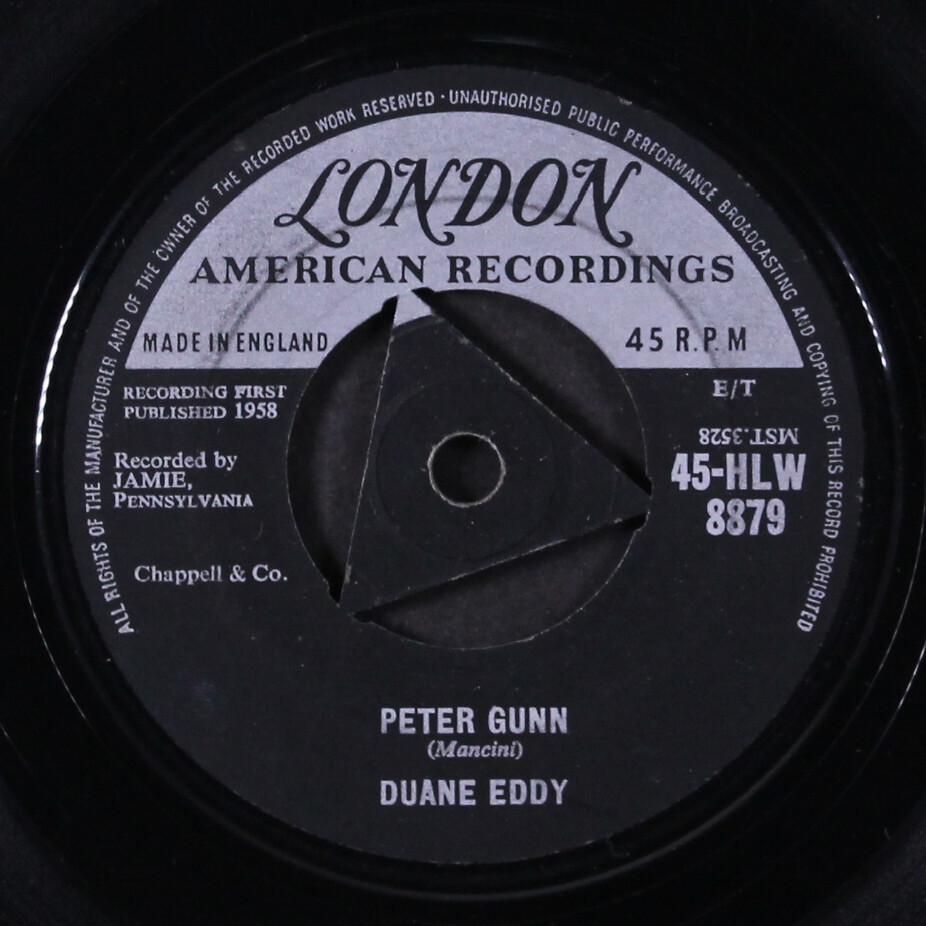 ALL RIGHTS OF THE MANUFACTURER AND OF THE OWNER OF THE RECORDED WORK RESERVED · UNAUTHORISED PUBLIC PERFORMANCE BROADCASTING AND COPYING OF THIS RECORD PROHIBITED
LONDON
AMERICAN RECORDINGS
MADE IN ENGLAND
45 R.P.M
RECORDING FIRST
PUBLISHED 1958
E/T
MST.3528
Recorded by
JAMIE,
PENNSYLVANIA
45-HLW
8879
Chappell & Co.
PETER GUNN
(Mancini)
DUANE EDDY